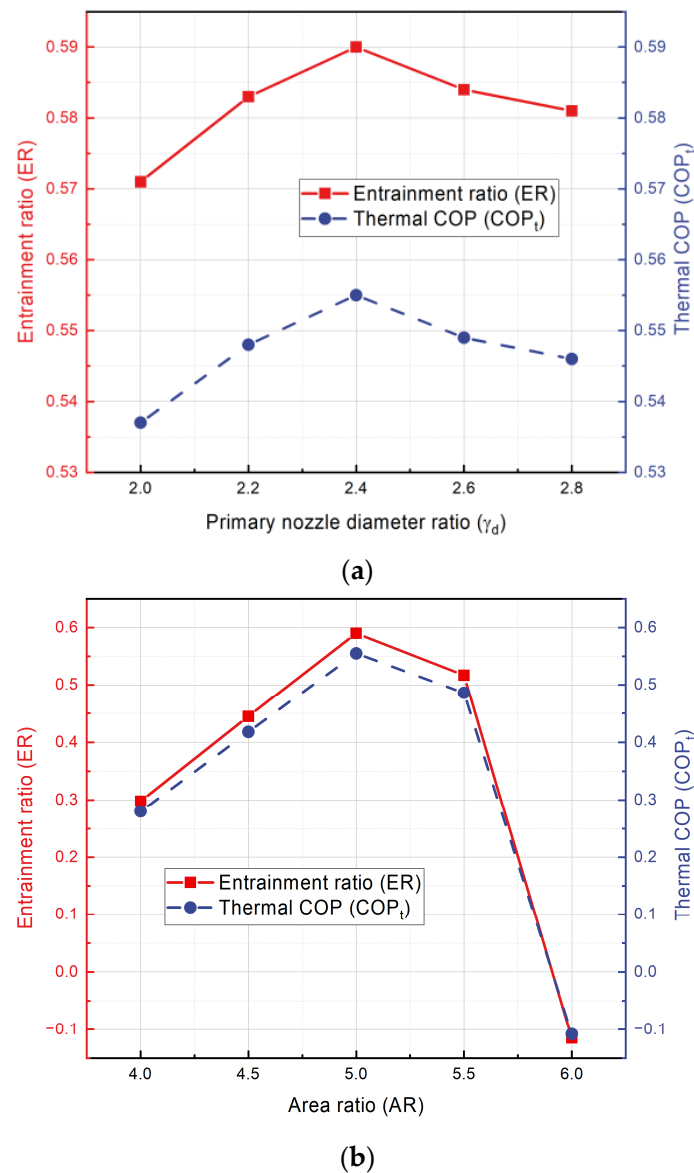 0.59
0.58
0.57
0.56
0.55
0.54
0.53
Entrainment ratio (ER)
Entrainment ratio (ER)
Thermal COP (COPₜ)
0.59
0.58
0.57
0.56
0.55
0.54
0.53
Thermal COP (COPₜ)
2.0 2.2 2.4 2.6 2.8
Primary nozzle diameter ratio (γ_d)
(a)
0.6
0.5
0.4
0.3
0.2
0.1
0.0
−0.1
Entrainment ratio (ER)
Entrainment ratio (ER)
Thermal COP (COPₜ)
0.6
0.5
0.4
0.3
0.2
0.1
0.0
−0.1
Thermal COP (COPₜ)
4.0 4.5 5.0 5.5 6.0
Area ratio (AR)
(b)